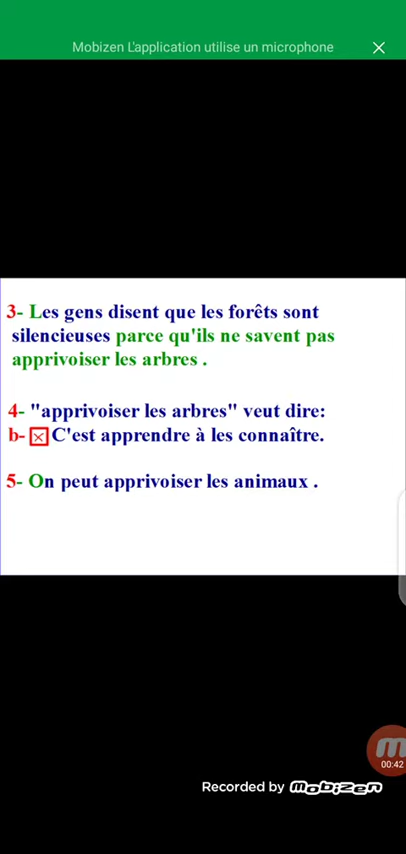 Mobizen L'application utilise un microphone
3- Les gens disent que les forêts sont
silencieuses parce qu'ils ne savent pas
apprivoiser les arbres .
4- "apprivoiser les arbres" veut dire:
b- ☒ C'est apprendre à les connaître.
5- On peut apprivoiser les animaux .
00:42
Recorded by Mobizen